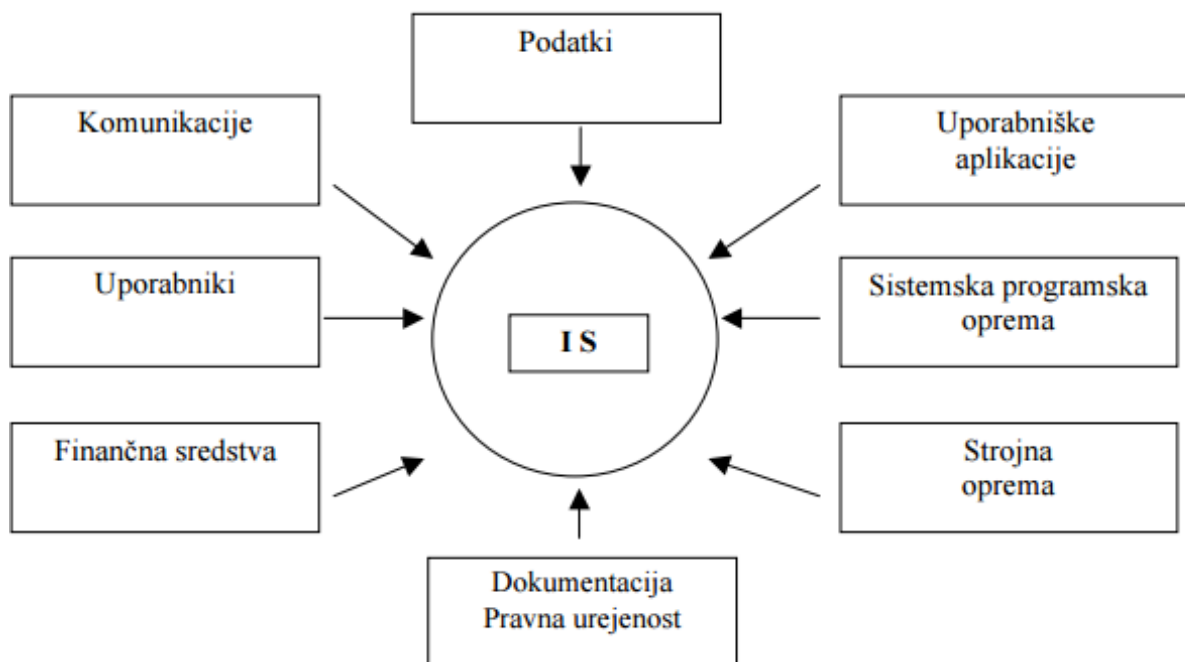 Podatki
Komunikacije
Uporabniške
aplikacije
Uporabniki
I S
Sistemska programska
oprema
Finančna sredstva
Strojna
oprema
Dokumentacija
Pravna urejenost